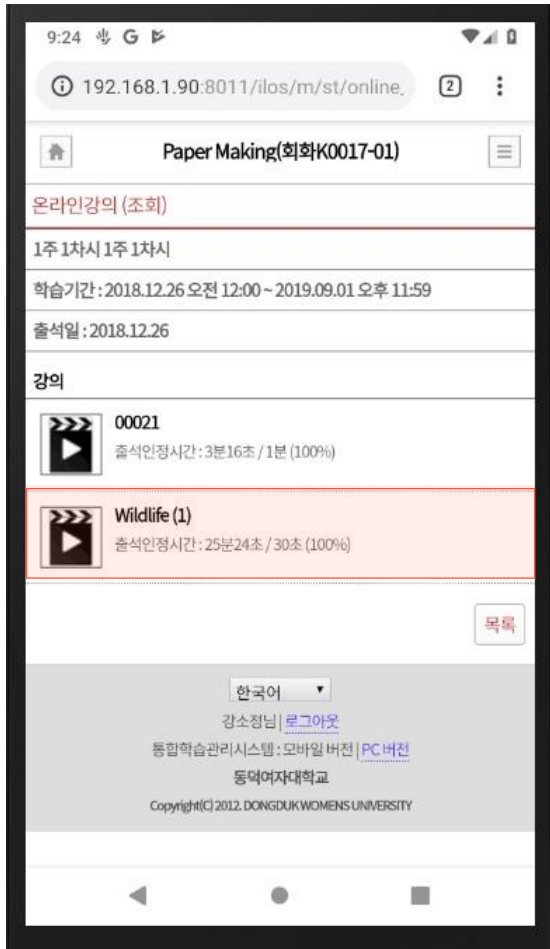 9:24
192.168.1.90:8011/ilos/m/st/online_
2
Paper Making(회화K0017-01)
온라인강의 (조회)
1주 1차시 1주 1차시
학습기간 : 2018.12.26 오전 12:00 ~ 2019.09.01 오후 11:59
출석일 : 2018.12.26
강의
00021
출석인정시간 : 3분16초 / 1분 (100%)
Wildlife (1)
출석인정시간 : 25분24초 / 30초 (100%)
목록
한국어
강소정님 | 로그아웃
통합학습관리시스템 : 모바일 버전 | PC 버전
동덕여자대학교
Copyright(C) 2012. DONGDUK WOMENS UNIVERSITY